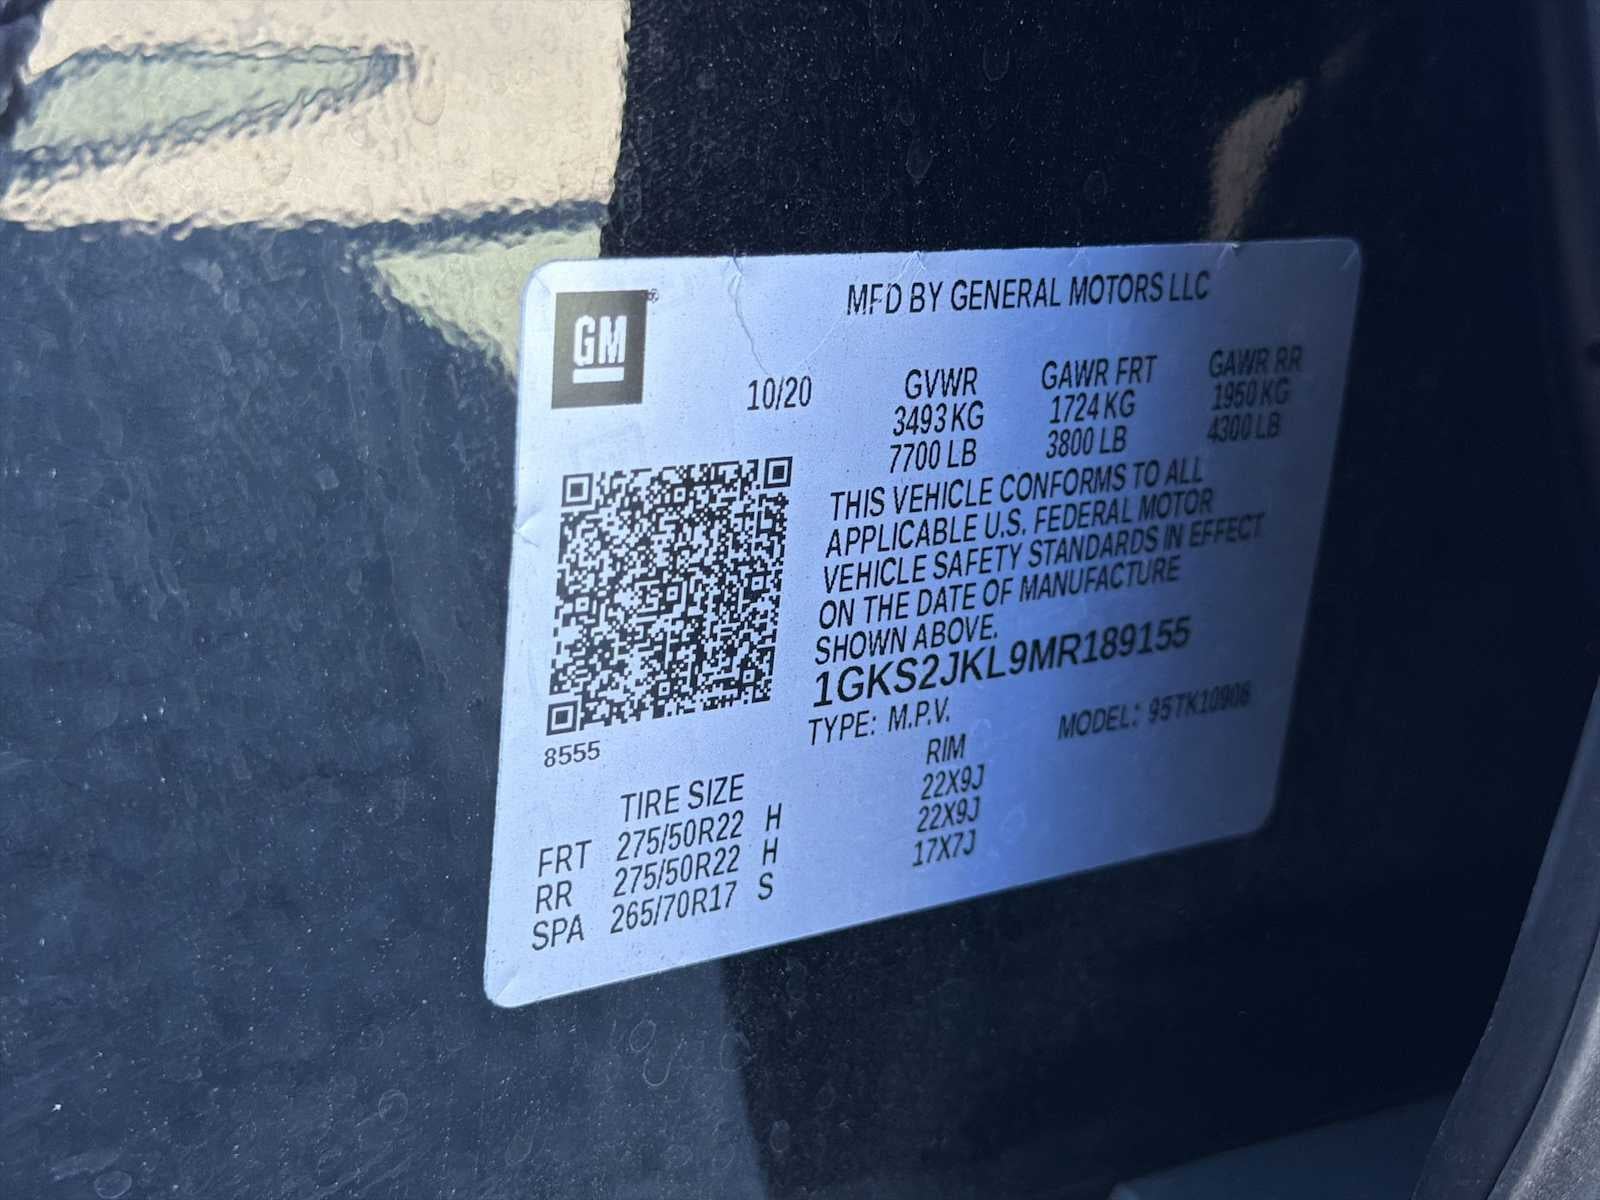 GM
MFD BY GENERAL MOTORS LLC
10/20
GVWR GAWR FRT GAWR RR
3493 KG 1724 KG 1950 KG
7700 LB 3800 LB 4300 LB
THIS VEHICLE CONFORMS TO ALL
APPLICABLE U.S. FEDERAL MOTOR
VEHICLE SAFETY STANDARDS IN EFFECT
ON THE DATE OF MANUFACTURE
SHOWN ABOVE.
1GKS2JKL9MR189155
TYPE: M.P.V. MODEL: 95TK10906
8555
TIRE SIZE RIM
FRT 275/50R22 H 22X9J
RR 275/50R22 H 22X9J
SPA 265/70R17 S 17X7J